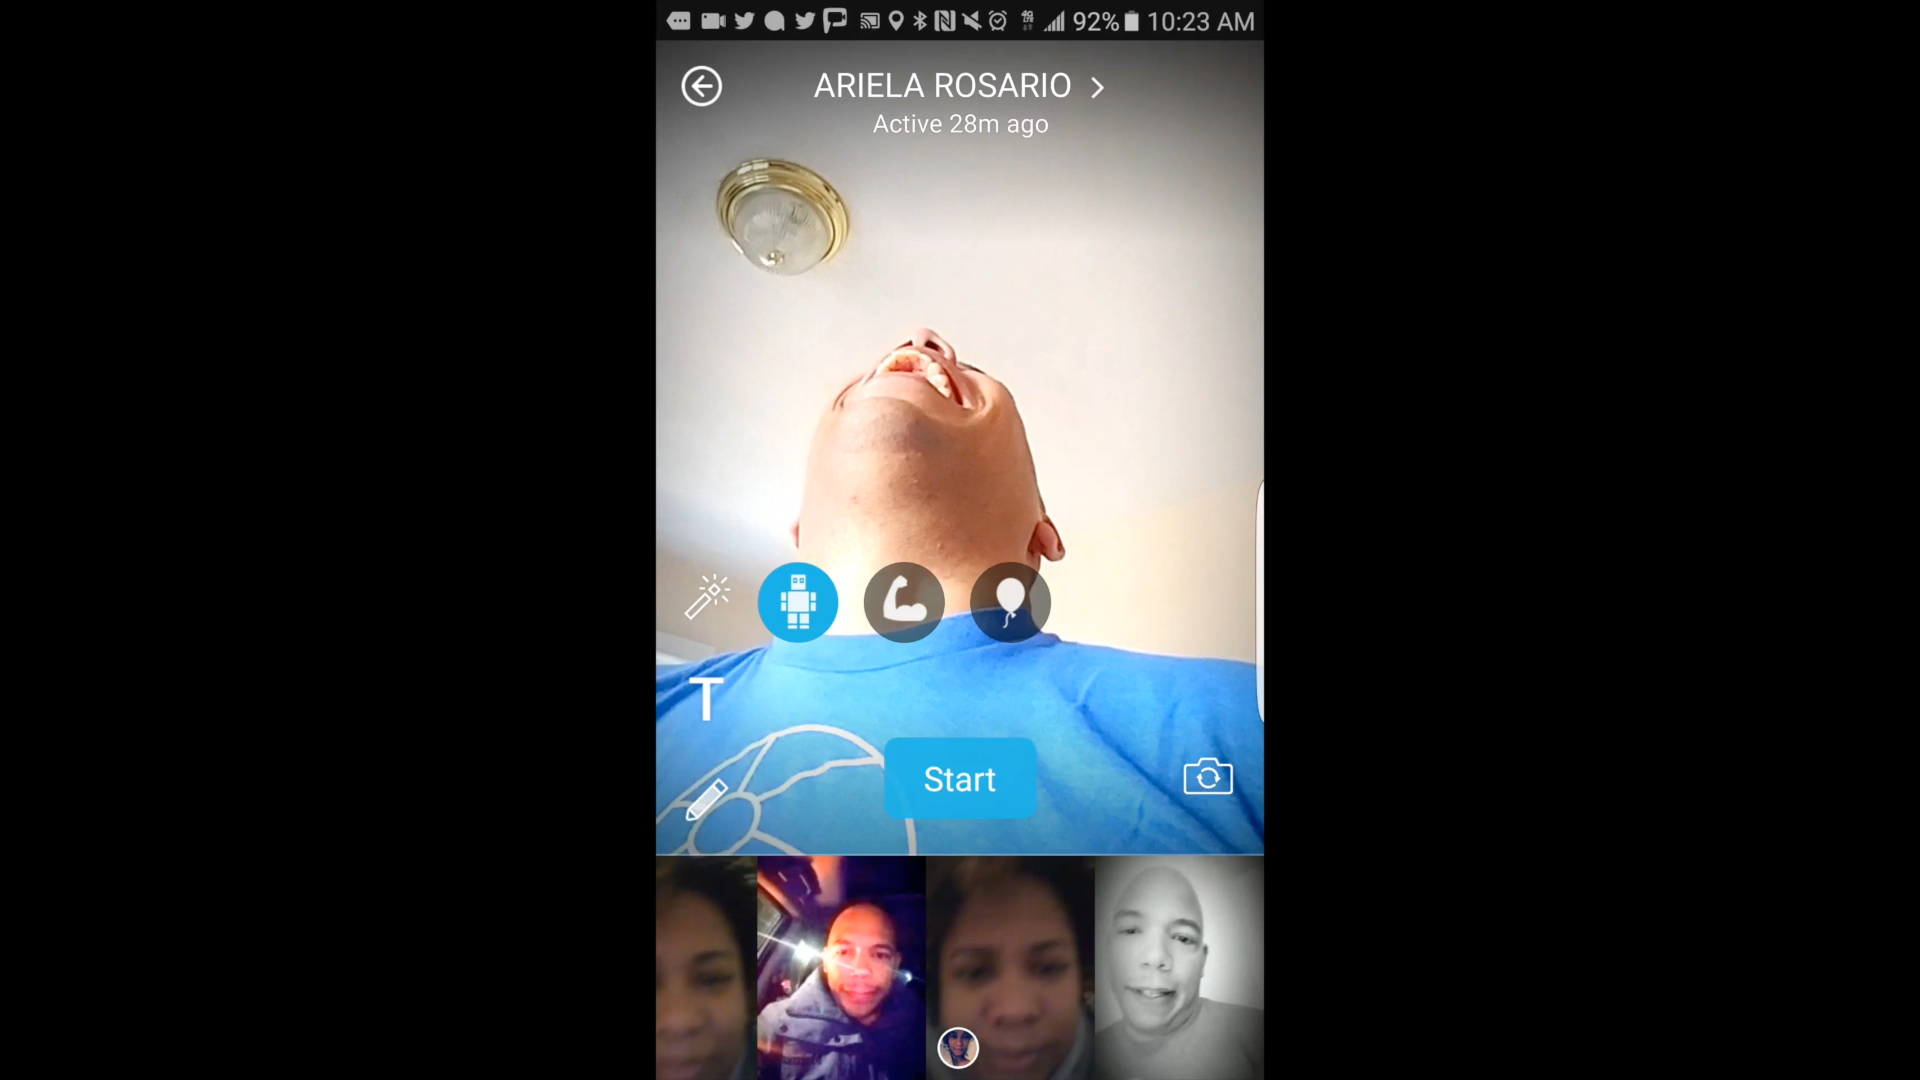 92% 10:23 AM
ARIELA ROSARIO
Active 28m ago
T
Start